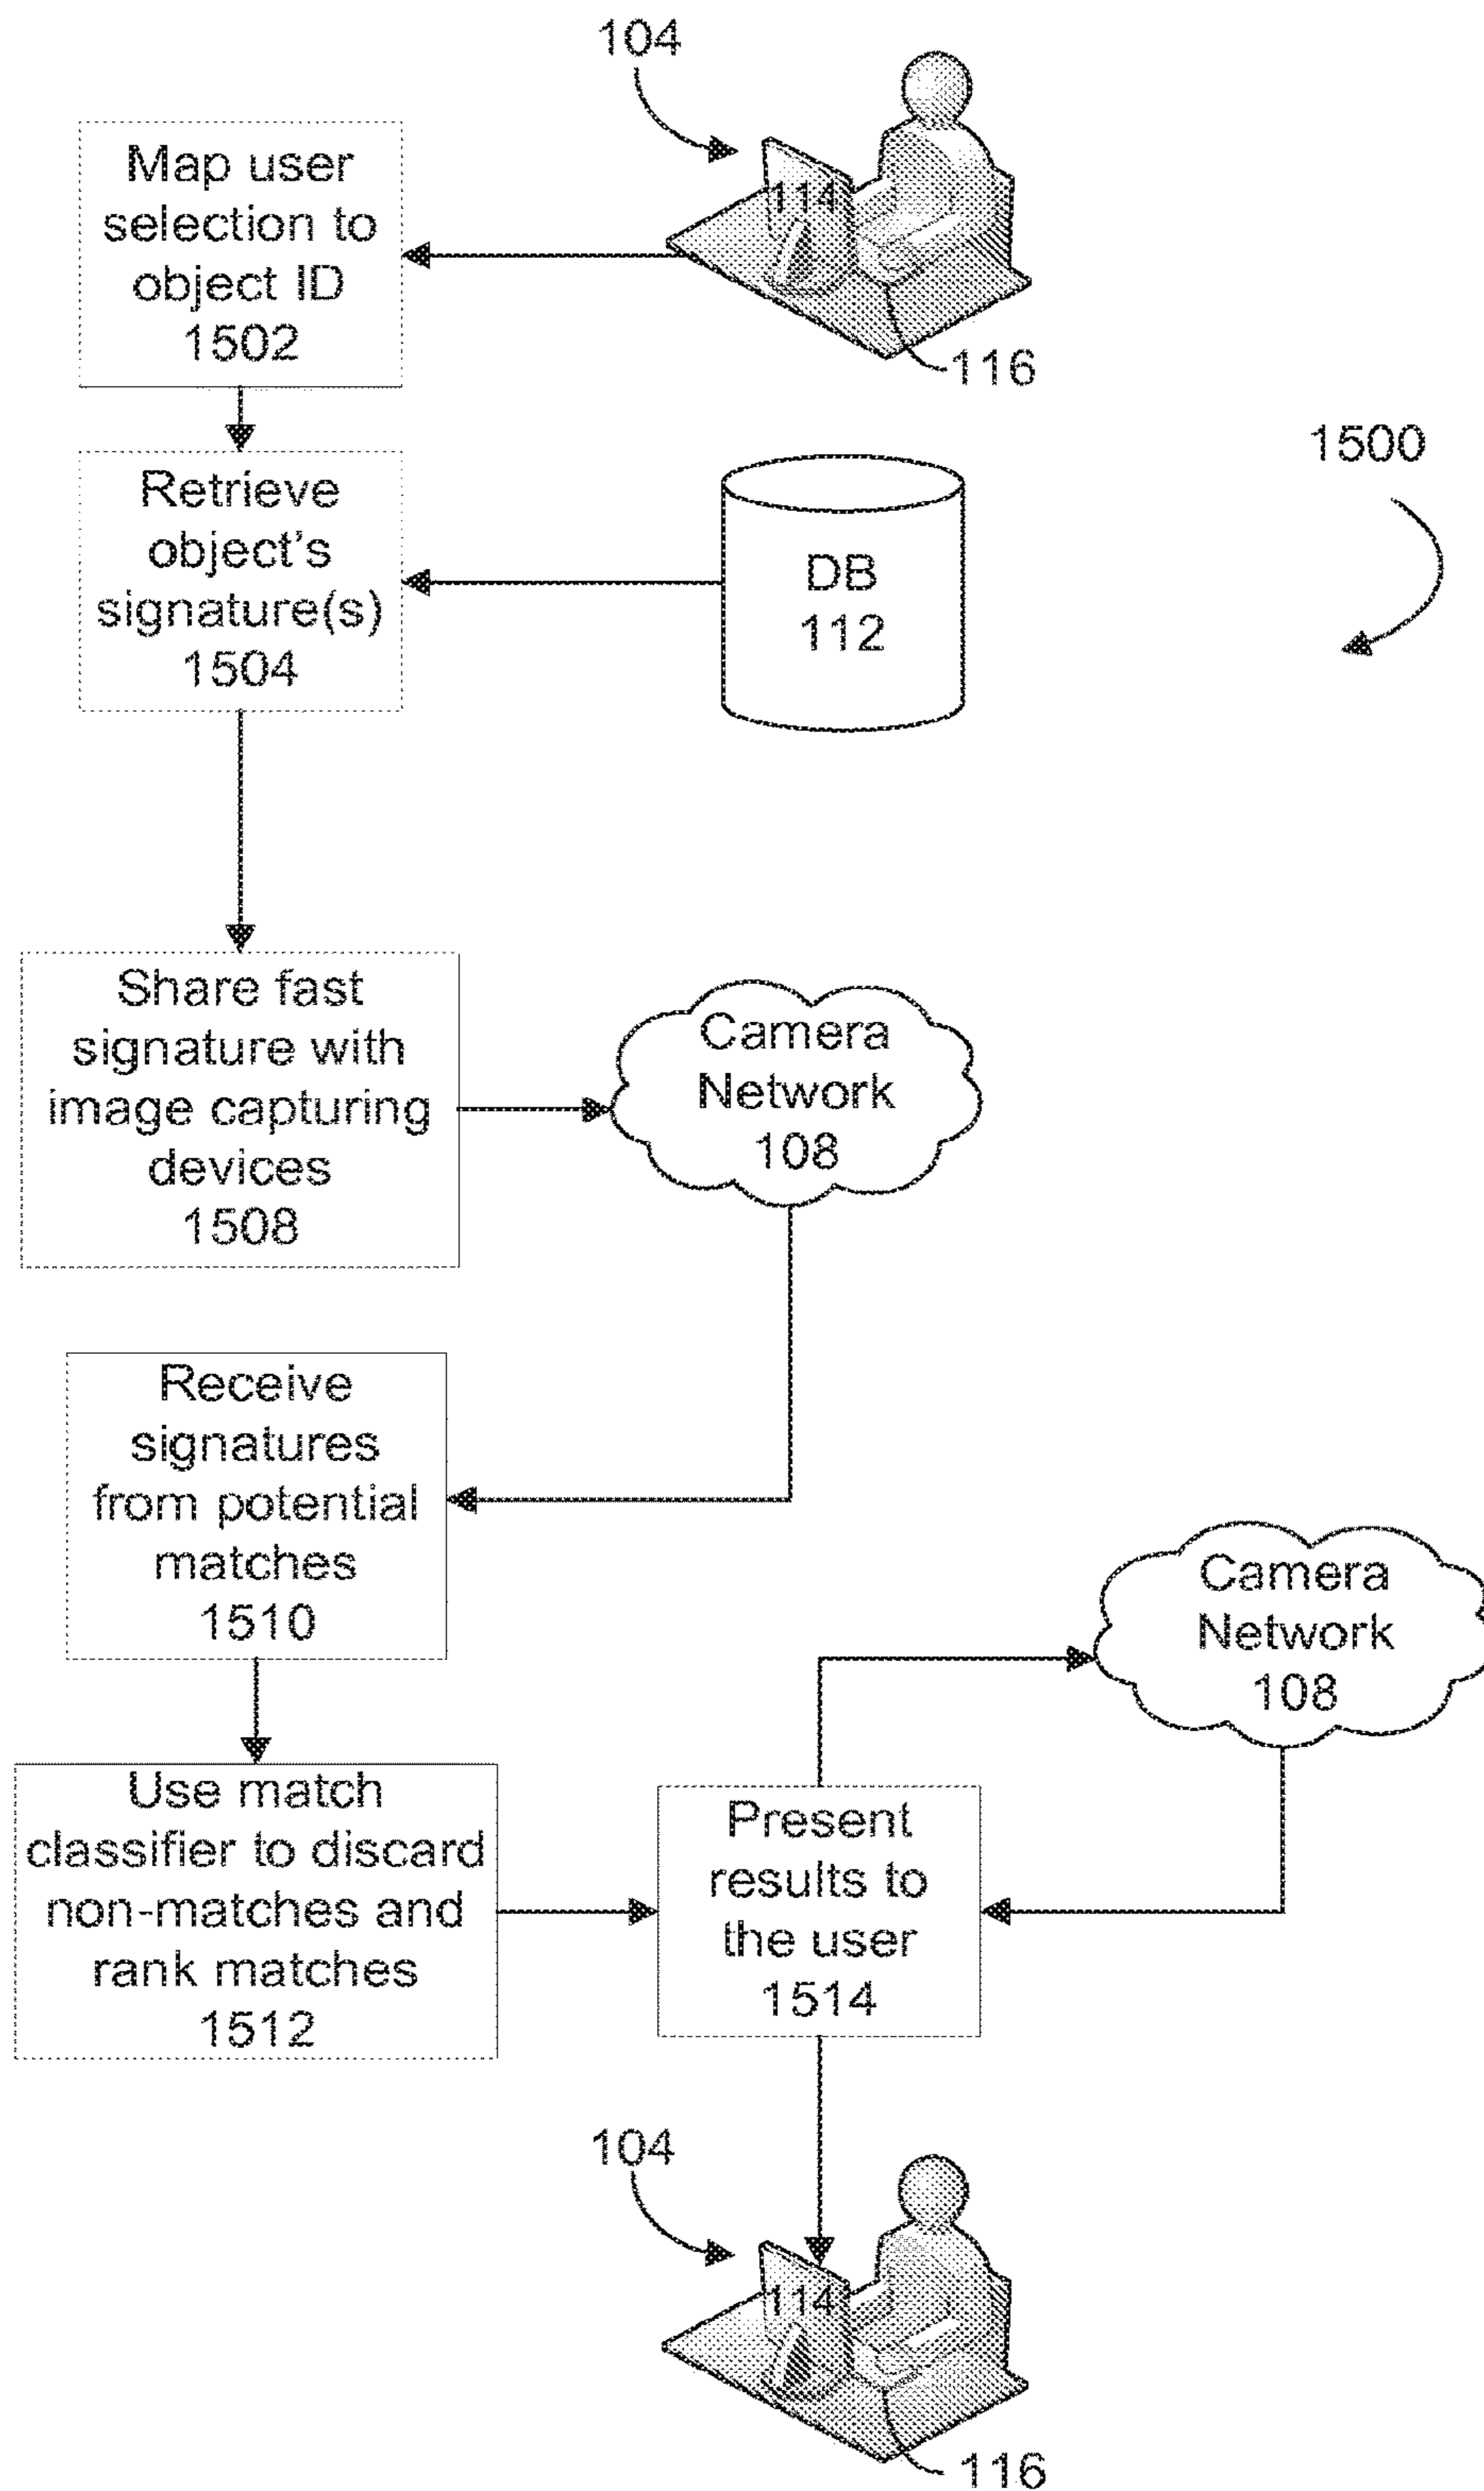 104
Map user
selection to
object ID
1502
114
116
1500
Retrieve
object's
signature(s)
1504
DB
112
Share fast
signature with
image capturing
devices
1508
Camera
Network
108
Receive
signatures
from potential
matches
1510
Camera
Network
108
Use match
classifier to discard
non-matches and
rank matches
1512
Present
results to
the user
1514
104
114
116